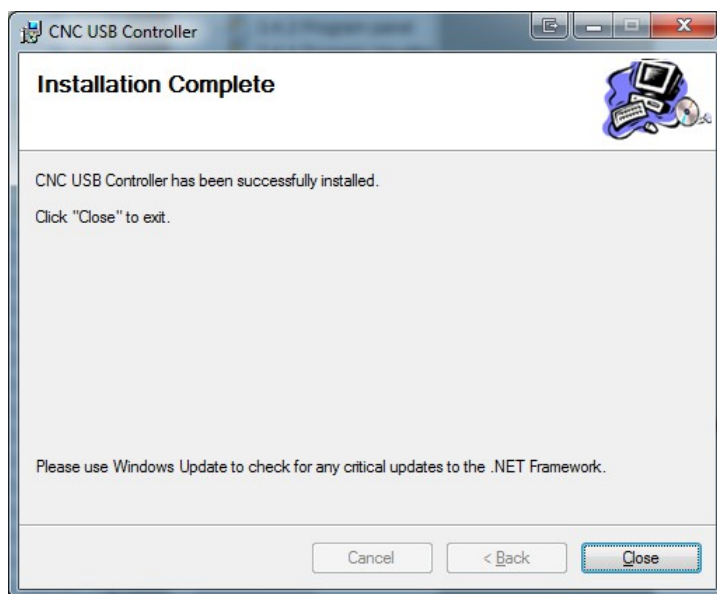 CNC USB Controller
Installation Complete
CNC USB Controller has been successfully installed.
Click "Close" to exit.
Please use Windows Update to check for any critical updates to the .NET Framework.
Cancel
< Back
Close